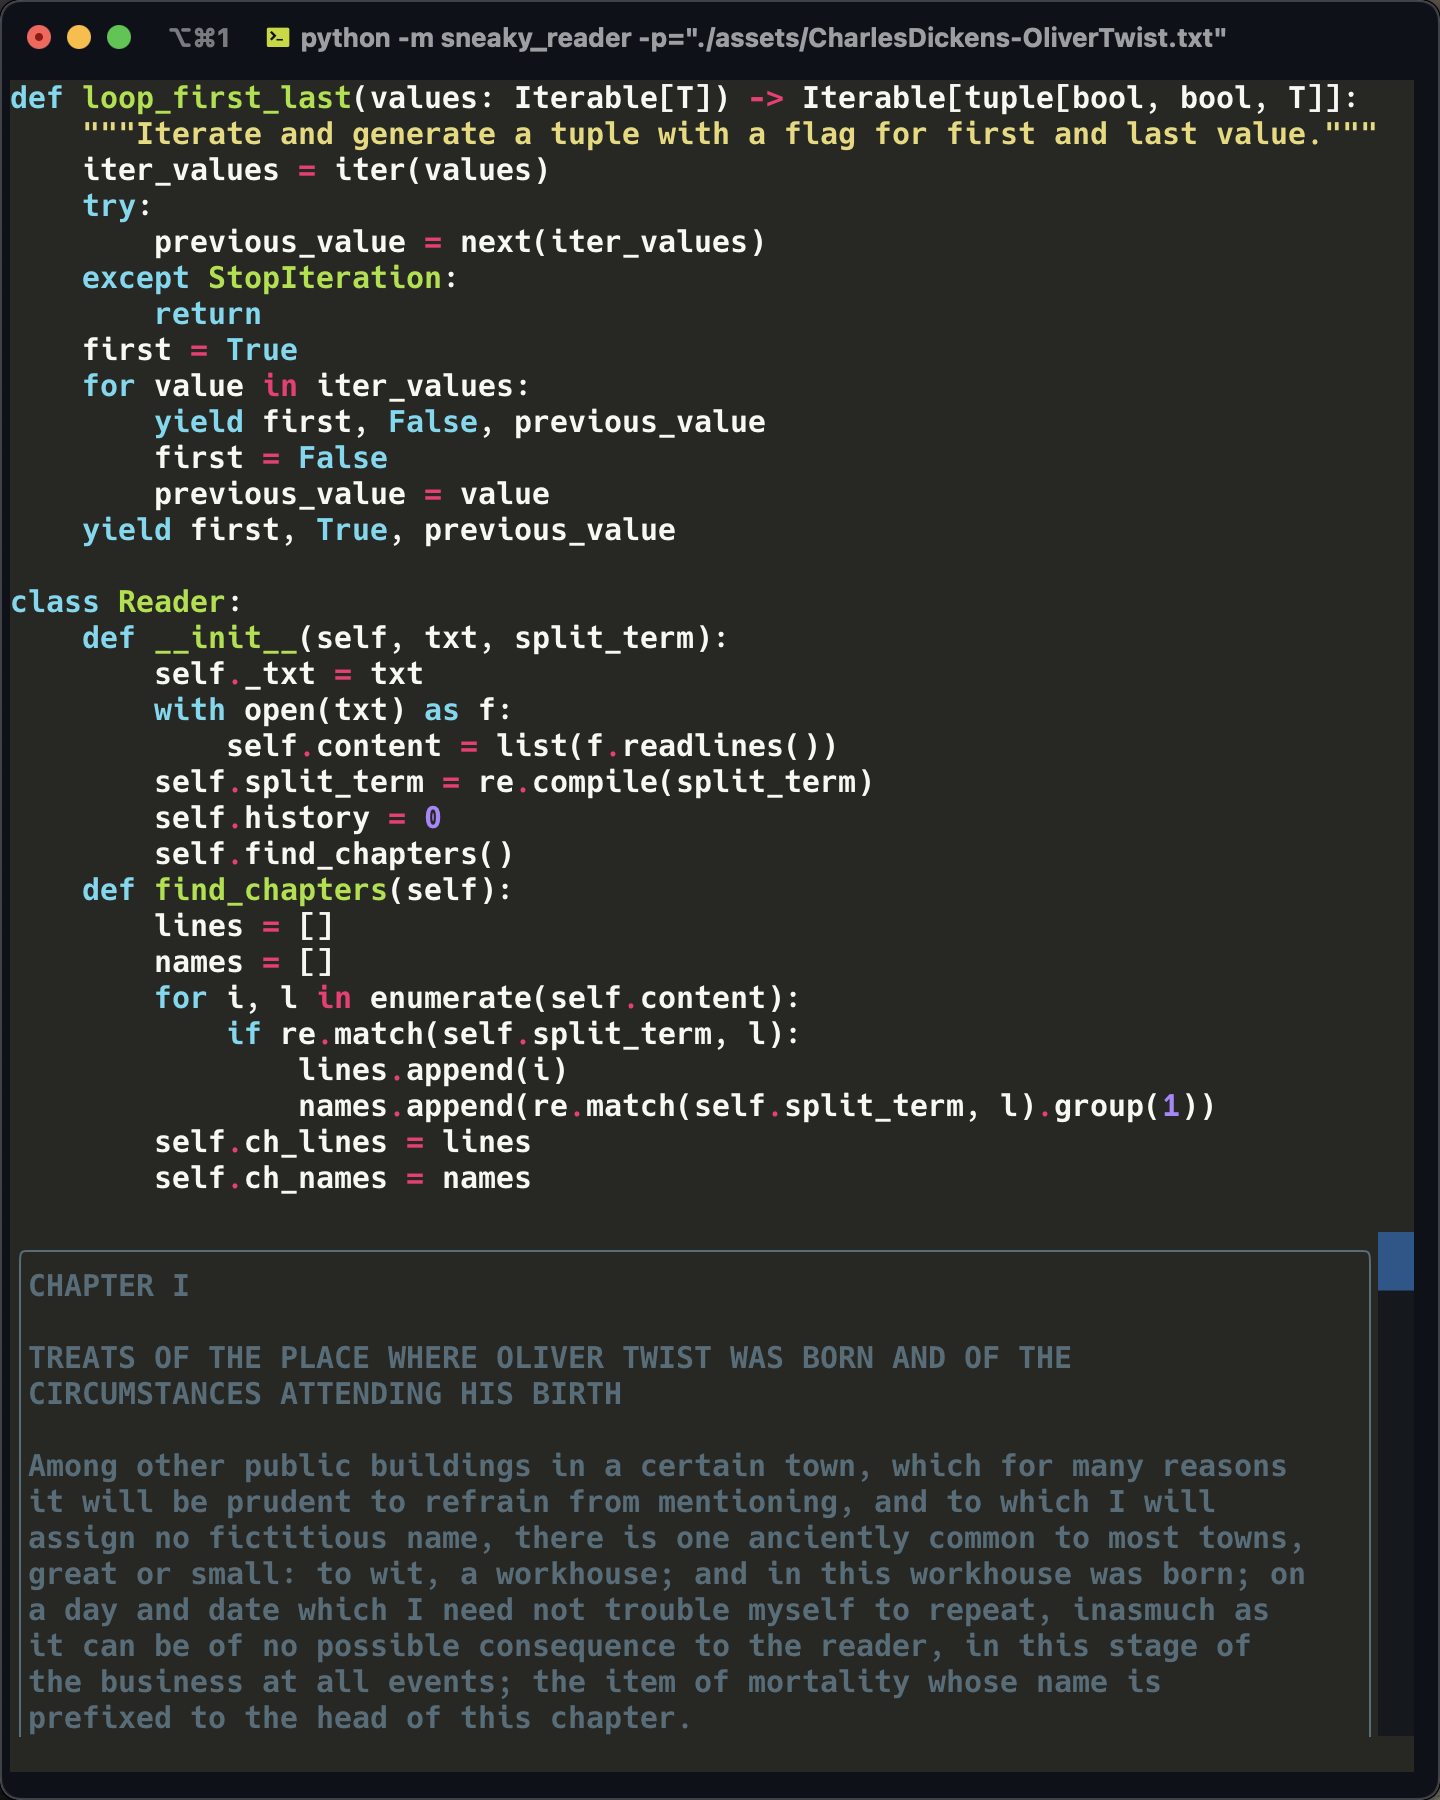 ⌥⌘1 python -m sneaky_reader -p="./assets/CharlesDickens-OliverTwist.txt"
def loop_first_last(values: Iterable[T]) -> Iterable[tuple[bool, bool, T]]:
    """Iterate and generate a tuple with a flag for first and last value."""
    iter_values = iter(values)
    try:
        previous_value = next(iter_values)
    except StopIteration:
        return
    first = True
    for value in iter_values:
        yield first, False, previous_value
        first = False
        previous_value = value
    yield first, True, previous_value

class Reader:
    def __init__(self, txt, split_term):
        self._txt = txt
        with open(txt) as f:
            self.content = list(f.readlines())
        self.split_term = re.compile(split_term)
        self.history = 0
        self.find_chapters()
    def find_chapters(self):
        lines = []
        names = []
        for i, l in enumerate(self.content):
            if re.match(self.split_term, l):
                lines.append(i)
                names.append(re.match(self.split_term, l).group(1))
        self.ch_lines = lines
        self.ch_names = names

CHAPTER I

TREATS OF THE PLACE WHERE OLIVER TWIST WAS BORN AND OF THE
CIRCUMSTANCES ATTENDING HIS BIRTH

Among other public buildings in a certain town, which for many reasons
it will be prudent to refrain from mentioning, and to which I will
assign no fictitious name, there is one anciently common to most towns,
great or small: to wit, a workhouse; and in this workhouse was born; on
a day and date which I need not trouble myself to repeat, inasmuch as
it can be of no possible consequence to the reader, in this stage of
the business at all events; the item of mortality whose name is
prefixed to the head of this chapter.